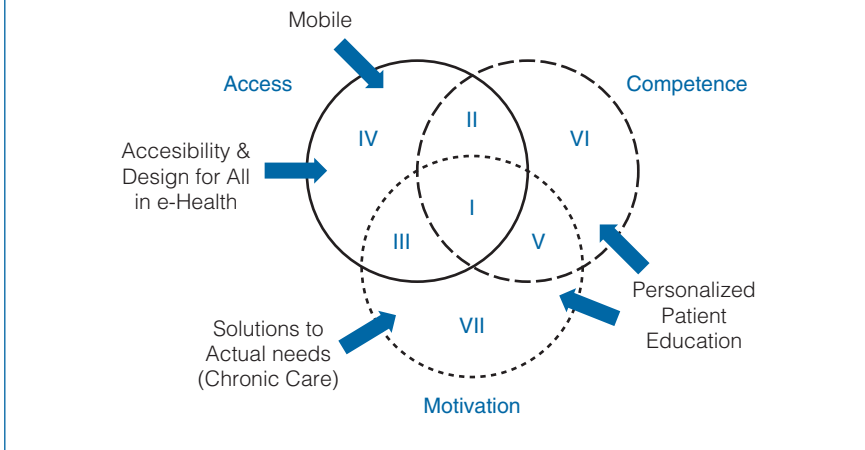 Mobile
Access
Competence
II
IV
VI
Accesibility &
Design for All
in e-Health
I
III
V
Personalized
Patient
Education
Solutions to
Actual needs
(Chronic Care)
VII
Motivation